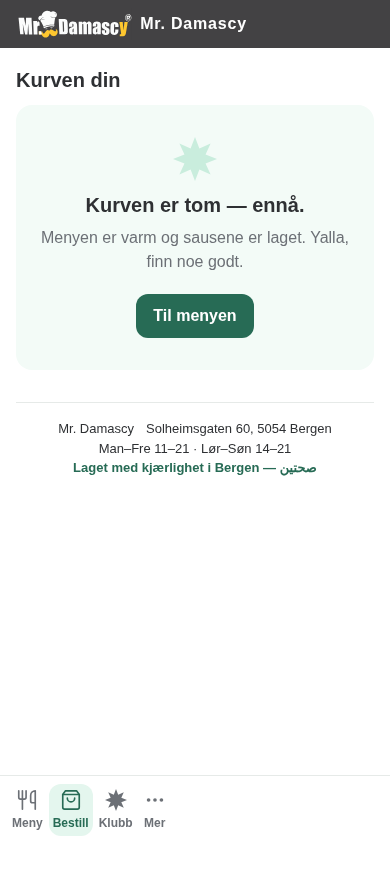 Mr. Damascy® Mr. Damascy
Kurven din
Kurven er tom — ennå.
Menyen er varm og sausene er laget. Yalla,
finn noe godt.
Til menyen
Mr. Damascy Solheimsgaten 60, 5054 Bergen
Man–Fre 11–21 · Lør–Søn 14–21
Laget med kjærlighet i Bergen — صحتين
Meny Bestill Klubb Mer